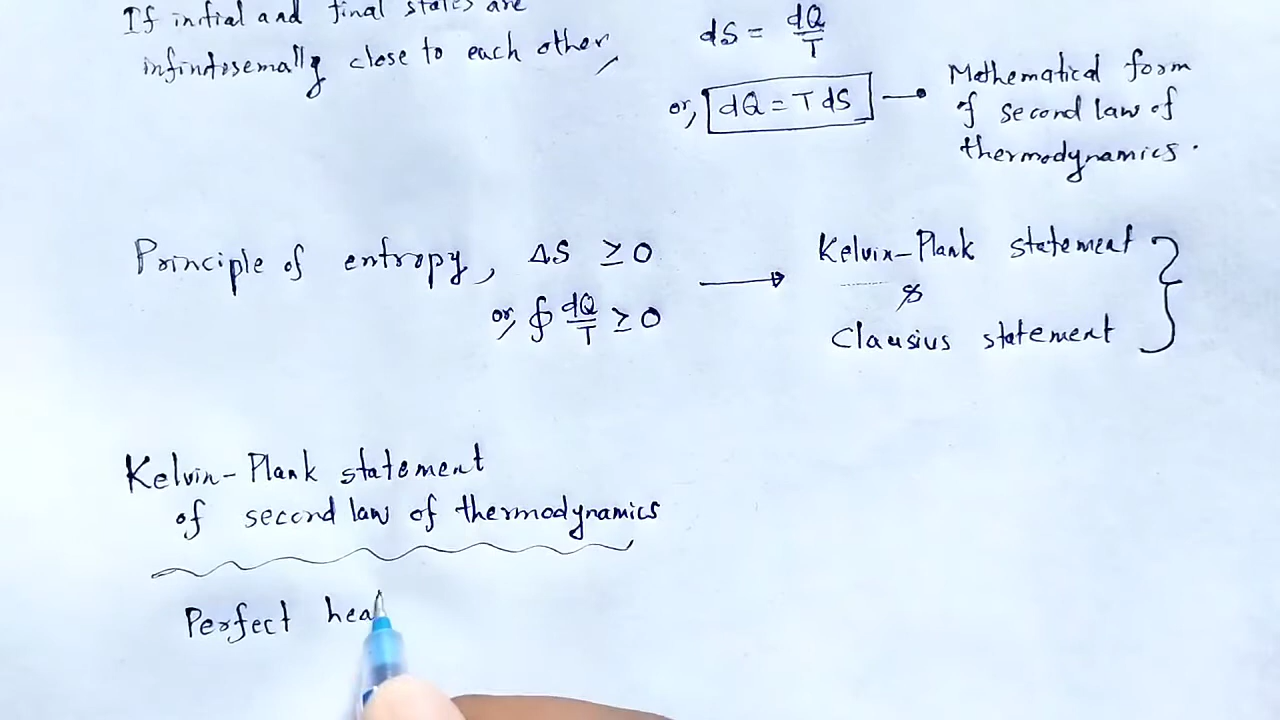 If initial and final states are
infinitosemally close to each other,
dS = dQ/T
or, dQ = T dS → Mathematical form
of second law of
thermodynamics.
Principle of entropy, ΔS ≥ 0 → Kelvin-Plank statement
or, ∮ dQ/T ≥ 0
&
Clausius statement
Kelvin-Plank statement
of second law of thermodynamics
Perfect hea